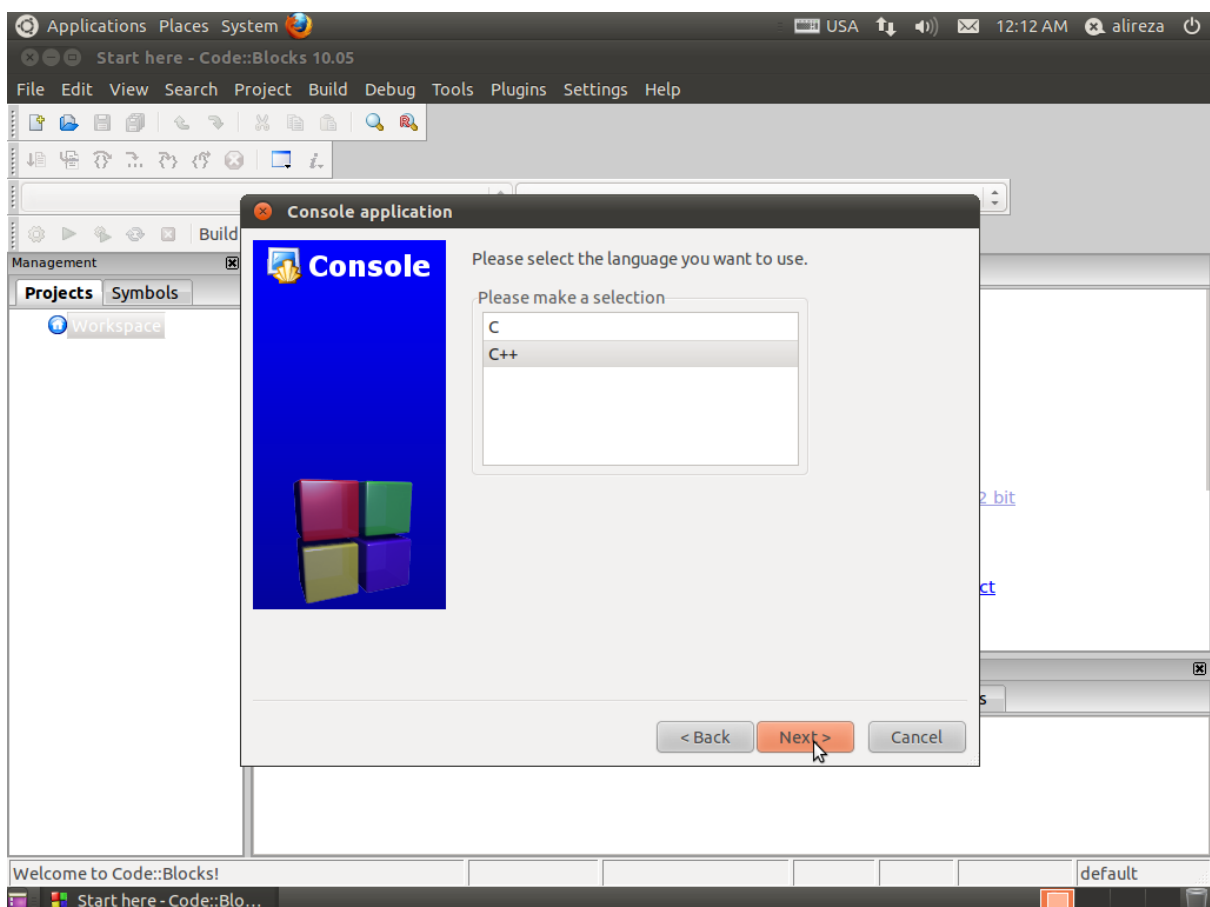 Applications Places System USA 12:12 AM alireza
Start here - Code::Blocks 10.05
File Edit View Search Project Build Debug Tools Plugins Settings Help
Build
Console application
Management
Projects Symbols
Workspace
Console
Please select the language you want to use.
Please make a selection
C
C++
2 bit
ct
s
< Back Next > Cancel
Welcome to Code::Blocks! default
Start here - Code::Blo...